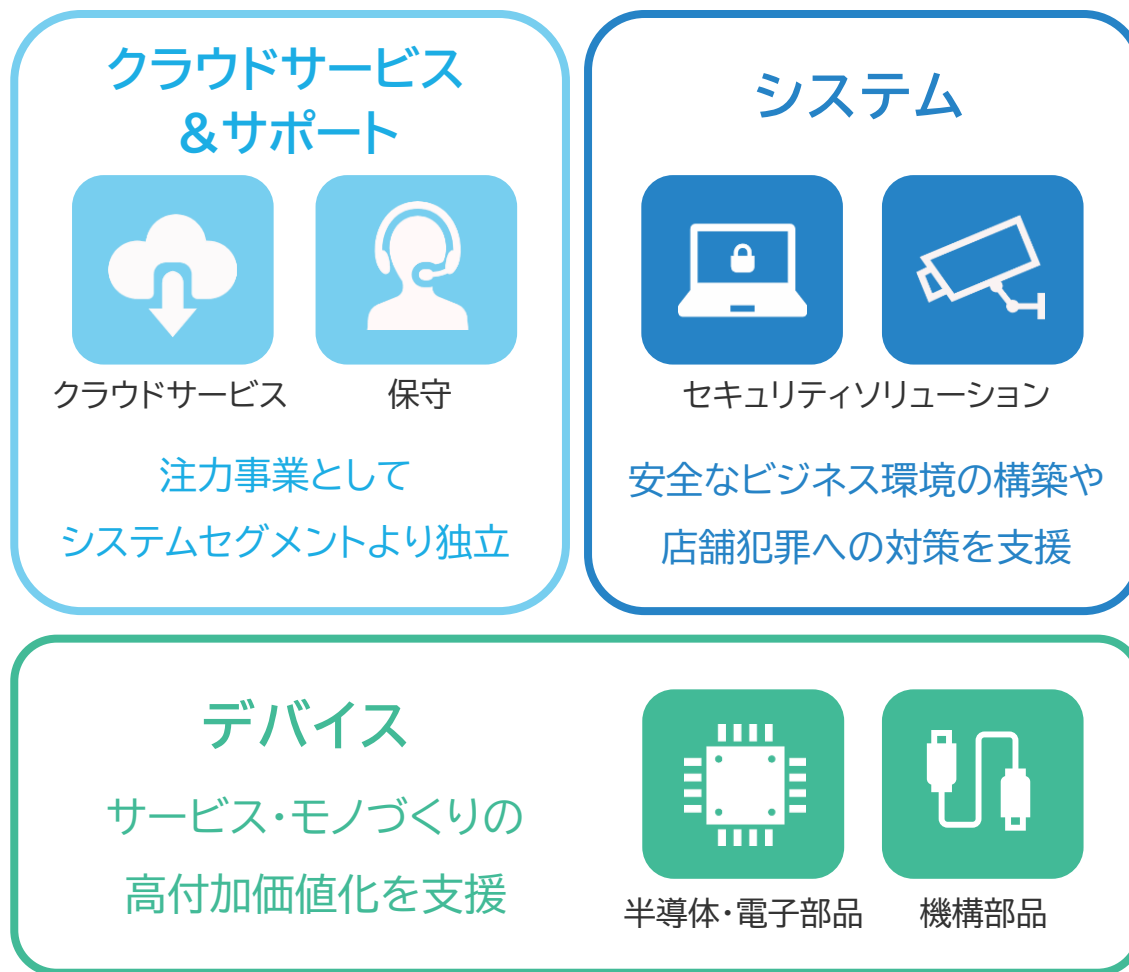 クラウドサービス
&サポート
クラウドサービス
保守
注力事業として
システムセグメントより独立
システム
セキュリティソリューション
安全なビジネス環境の構築や
店舗犯罪への対策を支援
デバイス
サービス・モノづくりの
高付加価値化を支援
半導体・電子部品
機構部品